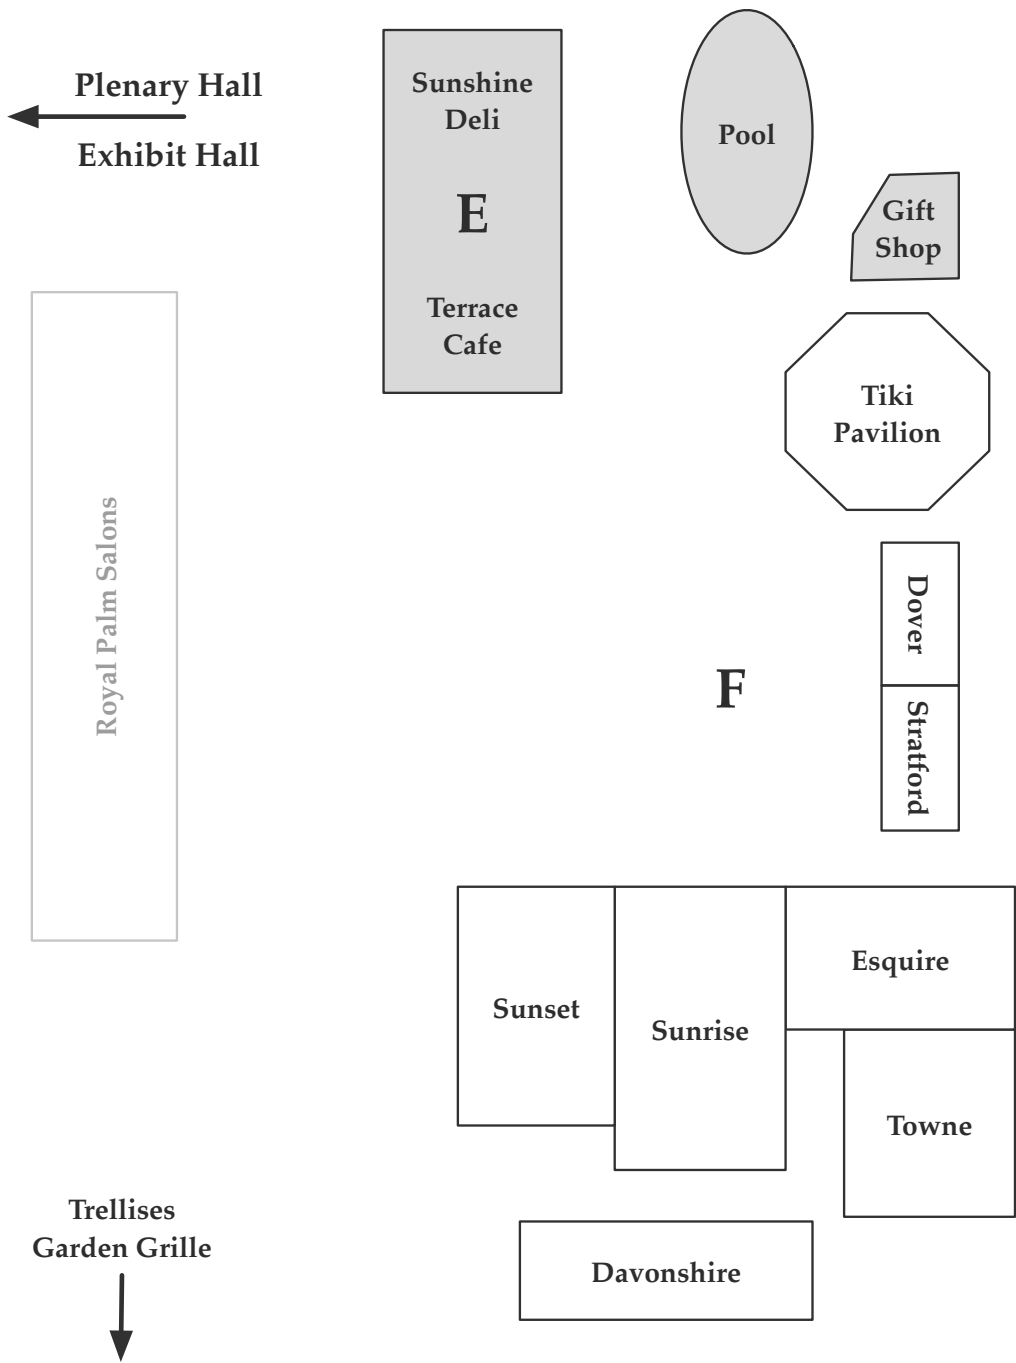 Plenary Hall
Exhibit Hall
Sunshine
Deli
E
Terrace
Cafe
Pool
Gift
Shop
Tiki
Pavilion
Royal Palm Salons
Dover
F
Stratford
Sunset
Sunrise
Esquire
Towne
Trellises
Garden Grille
Davonshire